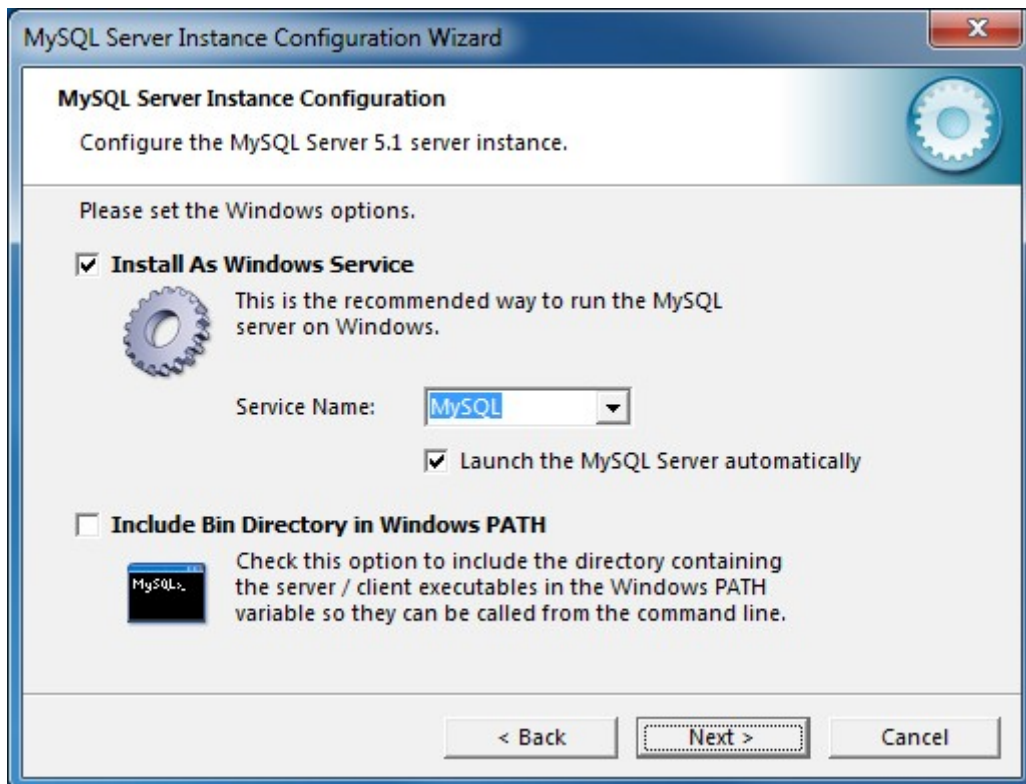 MySQL Server Instance Configuration Wizard
MySQL Server Instance Configuration
Configure the MySQL Server 5.1 server instance.
Please set the Windows options.
Install As Windows Service
This is the recommended way to run the MySQL
server on Windows.
Service Name: MySQL
Launch the MySQL Server automatically
Include Bin Directory in Windows PATH
MySQL>_
Check this option to include the directory containing
the server / client executables in the Windows PATH
variable so they can be called from the command line.
< Back Next > Cancel